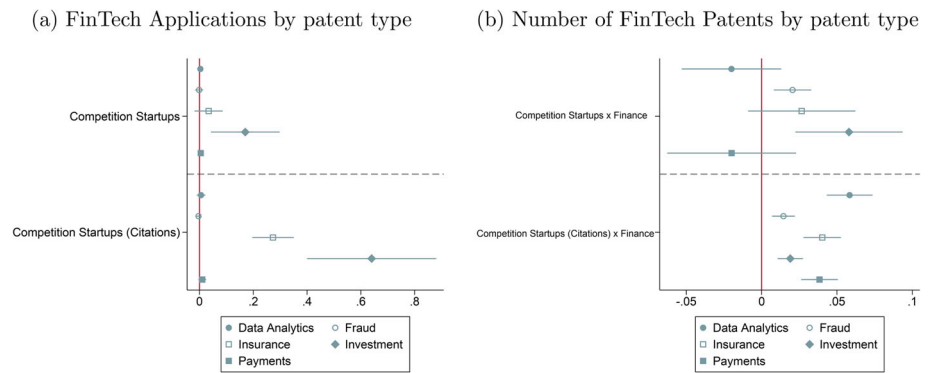 (a) FinTech Applications by patent type
Competition Startups
Competition Startups (Citations)
0 .2 .4 .6 .8
Data Analytics Fraud
Insurance Investment
Payments
(b) Number of FinTech Patents by patent type
Competition Startups x Finance
Competition Startups (Citations) x Finance
-.05 0 .05 .1
Data Analytics Fraud
Insurance Investment
Payments